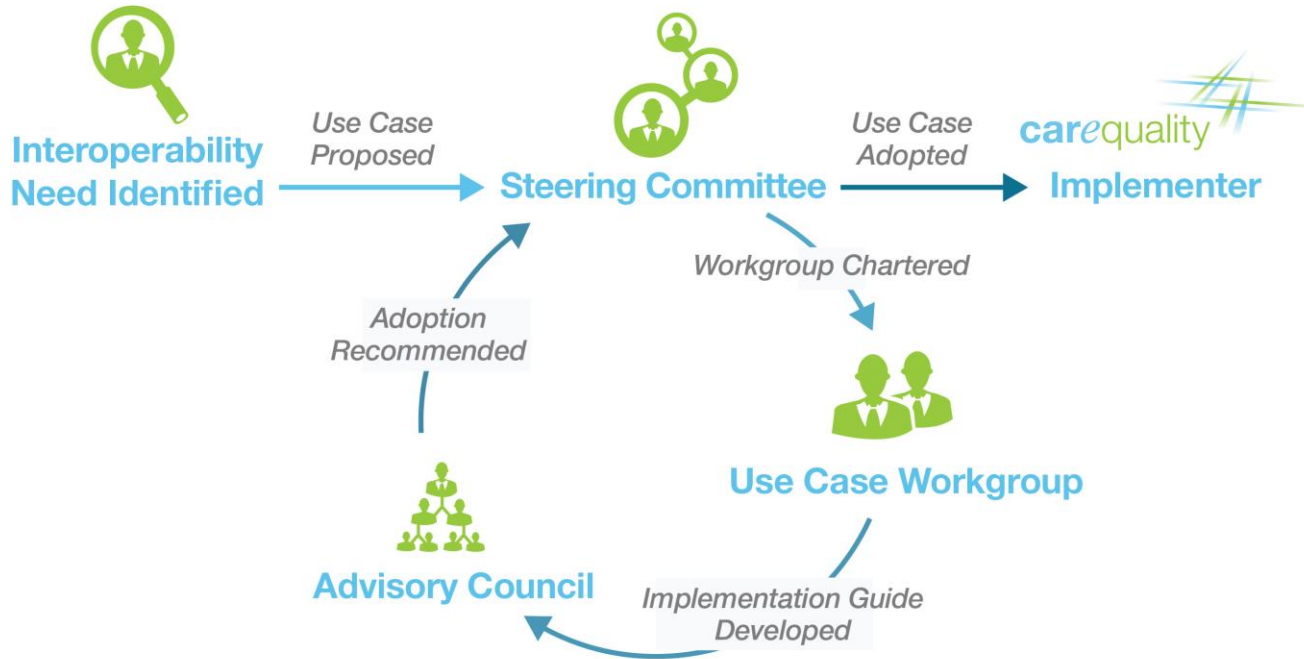 Interoperability
Need Identified
Use Case
Proposed
Steering Committee
Use Case
Adopted
carequality
Implementer
Workgroup Chartered
Adoption
Recommended
Use Case Workgroup
Advisory Council
Implementation Guide
Developed